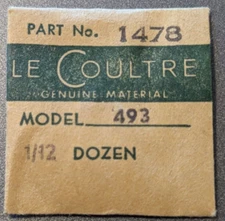 PART No. 1478
LE COULTRE
GENUINE MATERIAL
MODEL 493
1/12 DOZEN